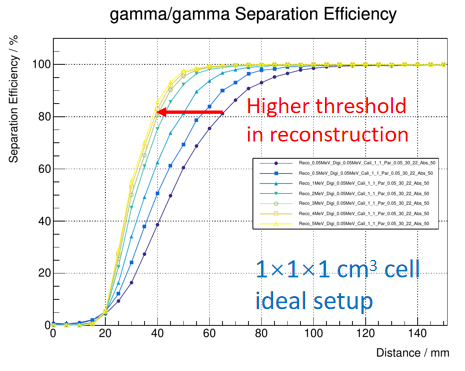 gamma/gamma Separation Efficiency
Separation Efficiency / %
100
80
60
40
20
0
Higher threshold
in reconstruction
Reco_0.05MeV_Digi_0.05MeV_Cali_1_1_Par_0.05_30_22_Abs_50
Reco_0.5MeV_Digi_0.05MeV_Cali_1_1_Par_0.05_30_22_Abs_50
Reco_1MeV_Digi_0.05MeV_Cali_1_1_Par_0.05_30_22_Abs_50
Reco_2MeV_Digi_0.05MeV_Cali_1_1_Par_0.05_30_22_Abs_50
Reco_3MeV_Digi_0.05MeV_Cali_1_1_Par_0.05_30_22_Abs_50
Reco_4MeV_Digi_0.05MeV_Cali_1_1_Par_0.05_30_22_Abs_50
Reco_5MeV_Digi_0.05MeV_Cali_1_1_Par_0.05_30_22_Abs_50
1×1×1 cm³ cell
ideal setup
0 20 40 60 80 100 120 140
Distance / mm